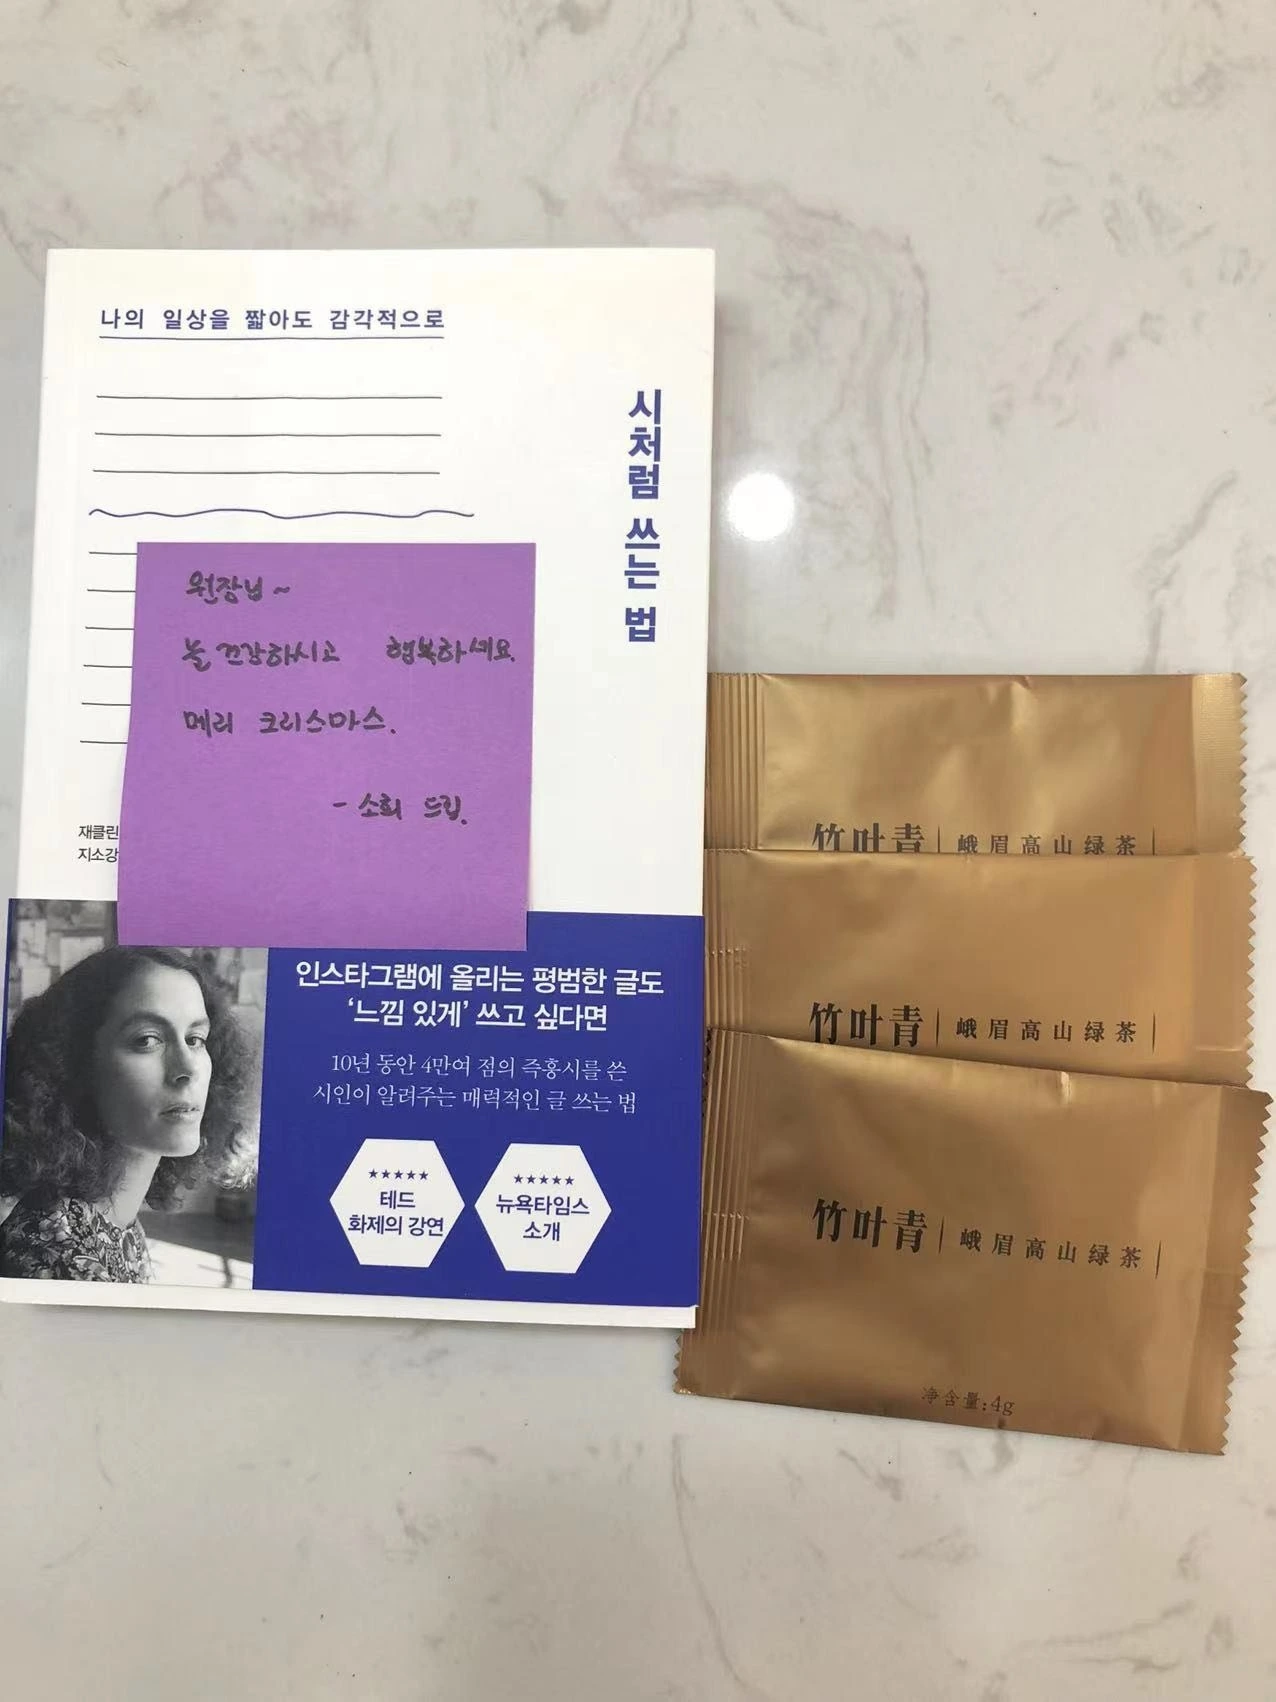 나의 일상을 짧아도 감각적으로
시처럼 쓰는 법
원장님~
늘 건강하시고 행복하세요.
메리 크리스마스.
- 소희 드림.
재클린
지소강
인스타그램에 올리는 평범한 글도
‘느낌 있게’ 쓰고 싶다면
10년 동안 4만여 점의 즉흥시를 쓴
시인이 알려주는 매력적인 글 쓰는 법
★★★★★
테드
화제의 강연
★★★★★
뉴욕타임스
소개
竹叶青 | 峨眉高山绿茶 |
竹叶青 | 峨眉高山绿茶 |
竹叶青 | 峨眉高山绿茶 |
净含量:4g